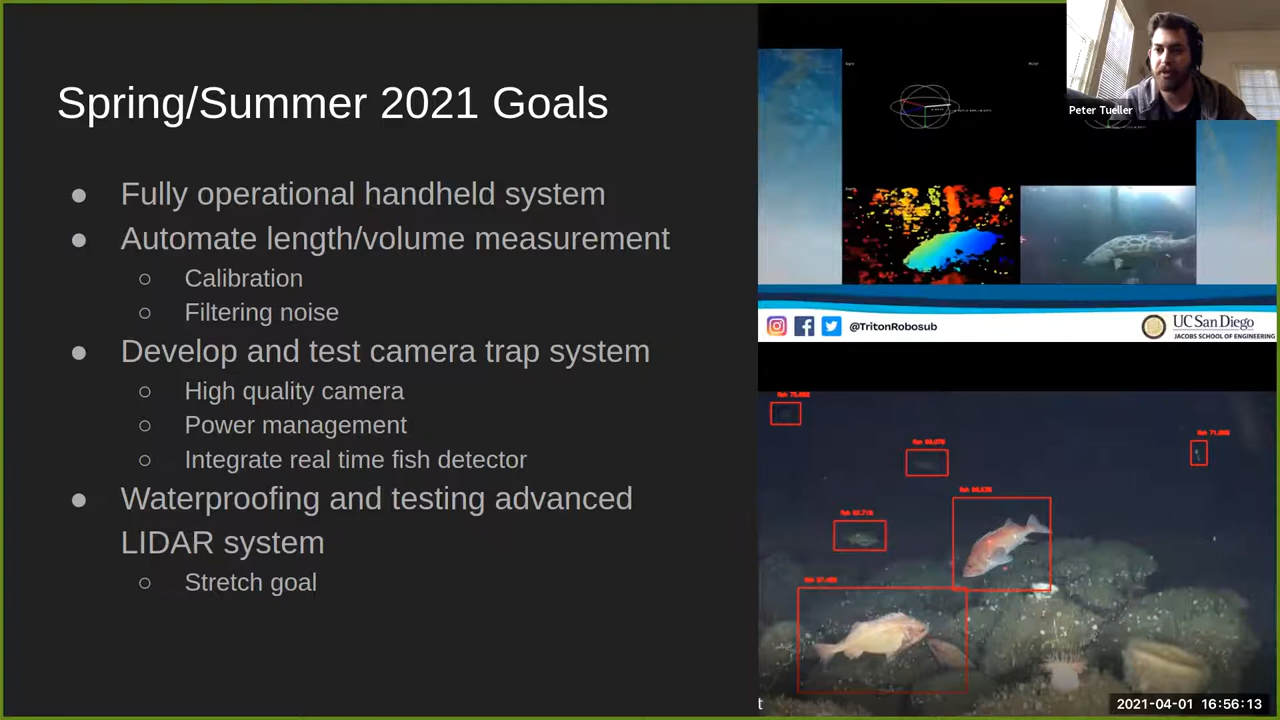 Spring/Summer 2021 Goals
● Fully operational handheld system
● Automate length/volume measurement
○ Calibration
○ Filtering noise
● Develop and test camera trap system
○ High quality camera
○ Power management
○ Integrate real time fish detector
● Waterproofing and testing advanced
LIDAR system
○ Stretch goal
Peter Tueller
@TritonRobosub
UC San Diego
JACOBS SCHOOL OF ENGINEERING
2021-04-01 16:56:13